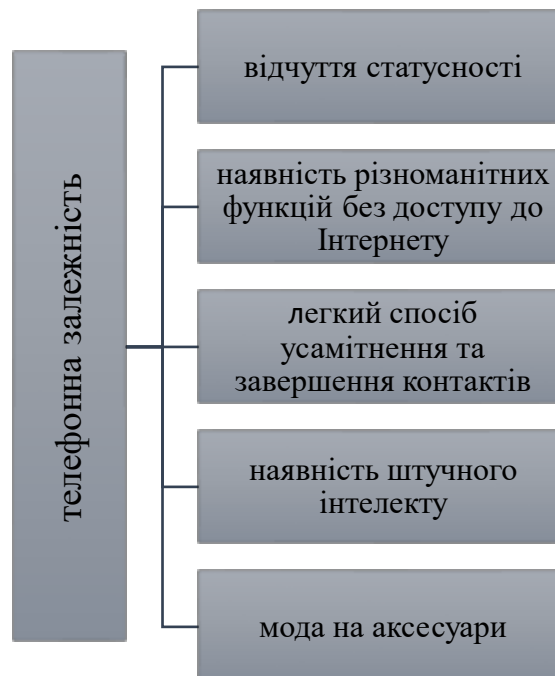 телефонна залежність
відчуття статусності
наявність різноманітних
функцій без доступу до
Інтернету
легкий спосіб
усамітнення та
завершення контактів
наявність штучного
інтелекту
мода на аксесуари